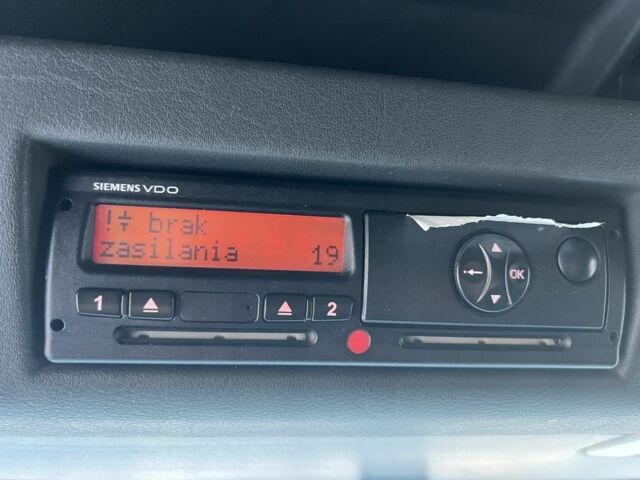 SIEMENS VDO
!÷ brak
zasilania 19
1 2
OK